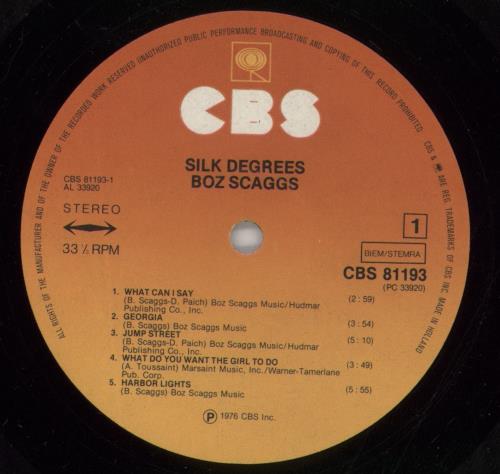 ALL RIGHTS OF THE MANUFACTURER AND OF THE OWNER OF THE RECORDED WORK RESERVED UNAUTHORIZED PUBLIC PERFORMANCE BROADCASTING AND COPYING OF THIS RECORD PROHIBITED
CBS & ARE REG. TRADEMARKS OF CBS INC. MADE IN HOLLAND
CBS
SILK DEGREES
BOZ SCAGGS
CBS 81193-1
AL 33920
STEREO
33 ⅓ RPM
1
BIEM/STEMRA
CBS 81193
(PC 33920)
1. WHAT CAN I SAY (2:59)
(B. Scaggs-D. Paich) Boz Scaggs Music/Hudmar
Publishing Co., Inc.
2. GEORGIA (3:54)
(B. Scaggs) Boz Scaggs Music
3. JUMP STREET (5:10)
(B. Scaggs-D. Paich) Boz Scaggs Music/Hudmar
Publishing Co., Inc.
4. WHAT DO YOU WANT THE GIRL TO DO (3:49)
(A. Toussaint) Marsaint Music, Inc./Warner-Tamerlane
Pub. Corp.
5. HARBOR LIGHTS (5:55)
(B. Scaggs) Boz Scaggs Music
℗ 1976 CBS Inc.